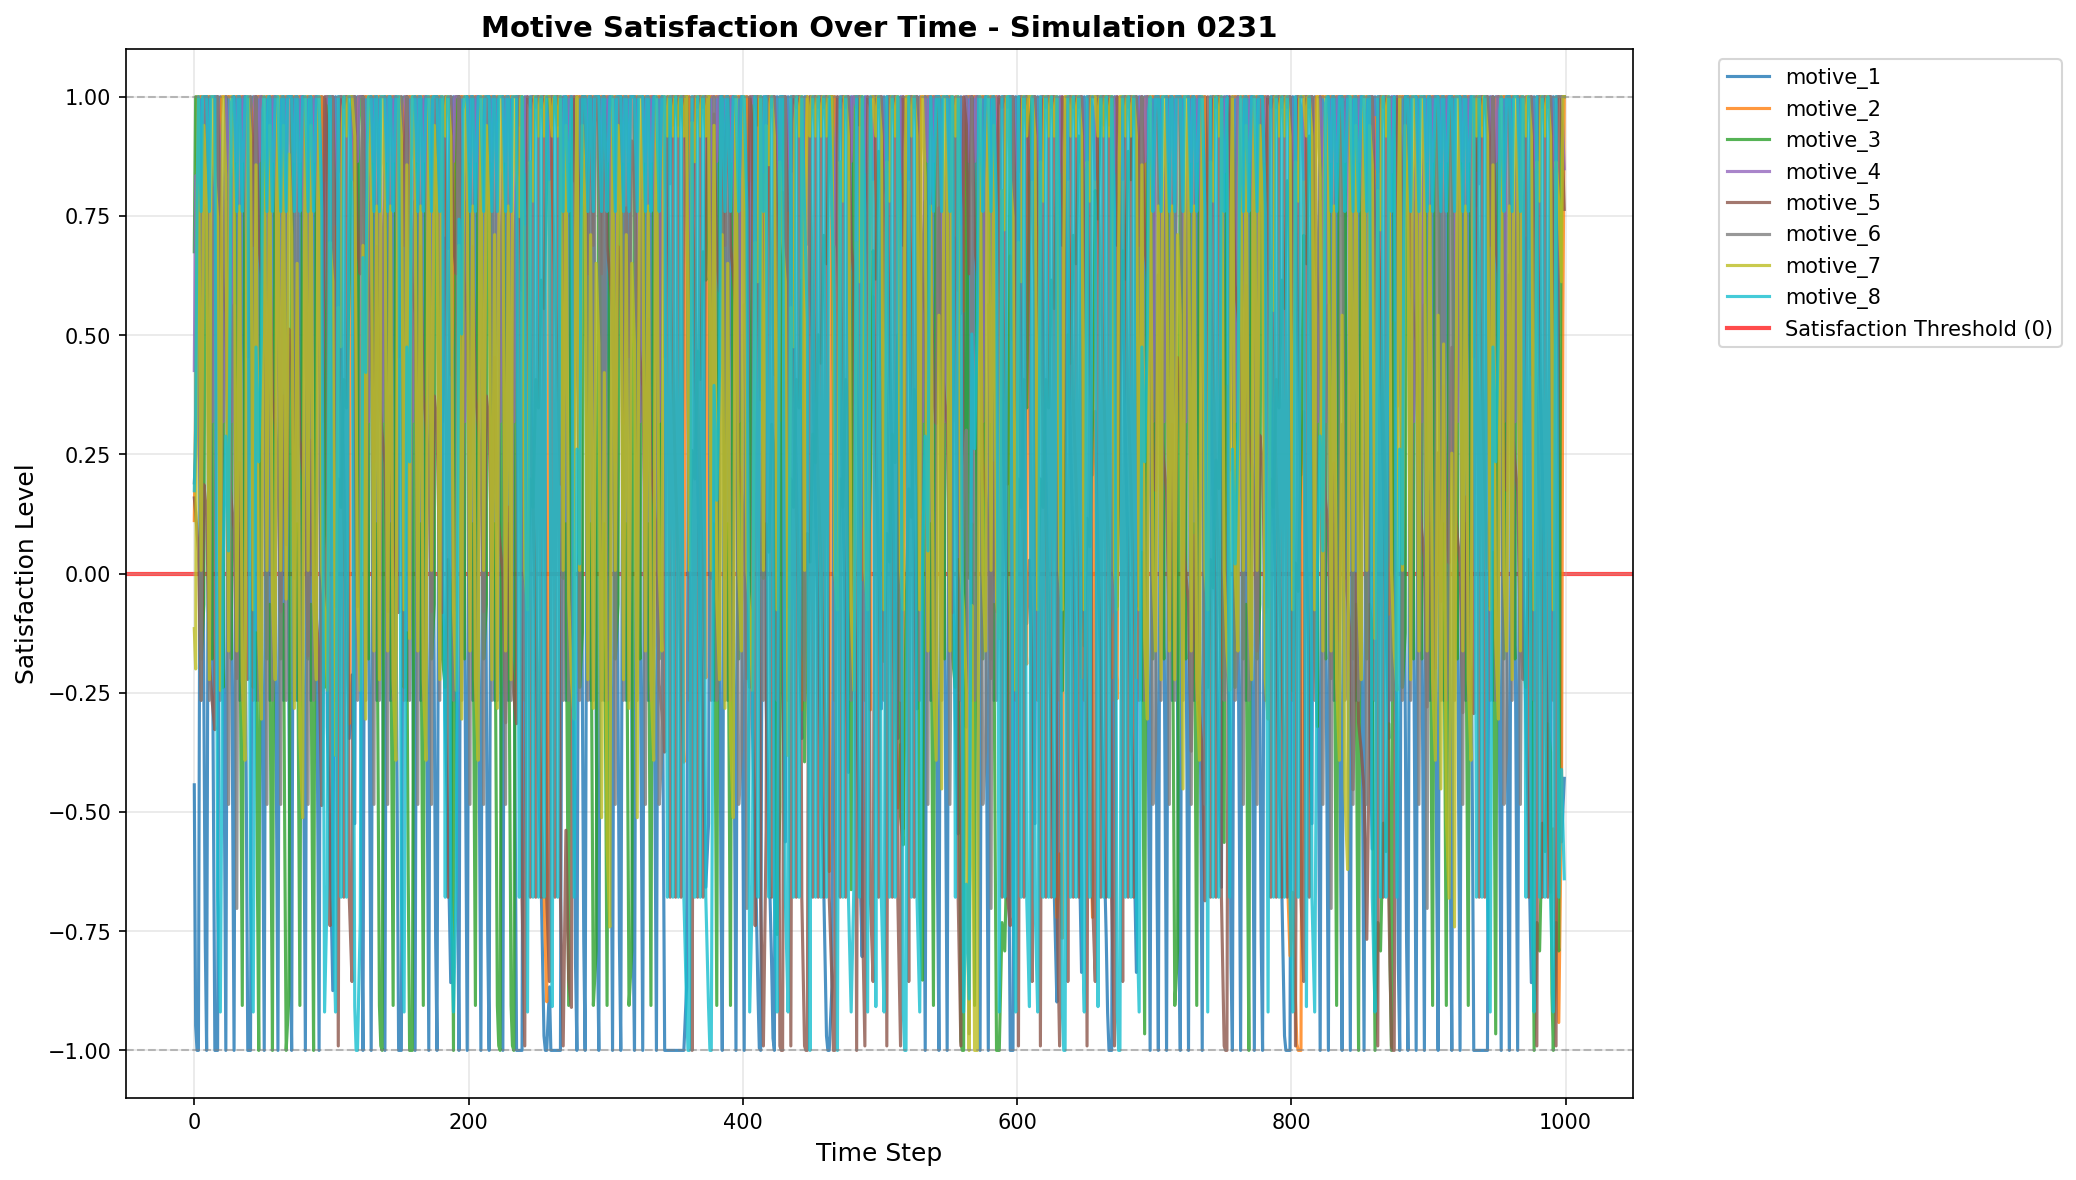 Motive Satisfaction Over Time - Simulation 0231
1.00
0.75
0.50
0.25
0.00
−0.25
−0.50
−0.75
−1.00
Satisfaction Level
0
200
400
600
800
1000
Time Step
motive_1
motive_2
motive_3
motive_4
motive_5
motive_6
motive_7
motive_8
Satisfaction Threshold (0)